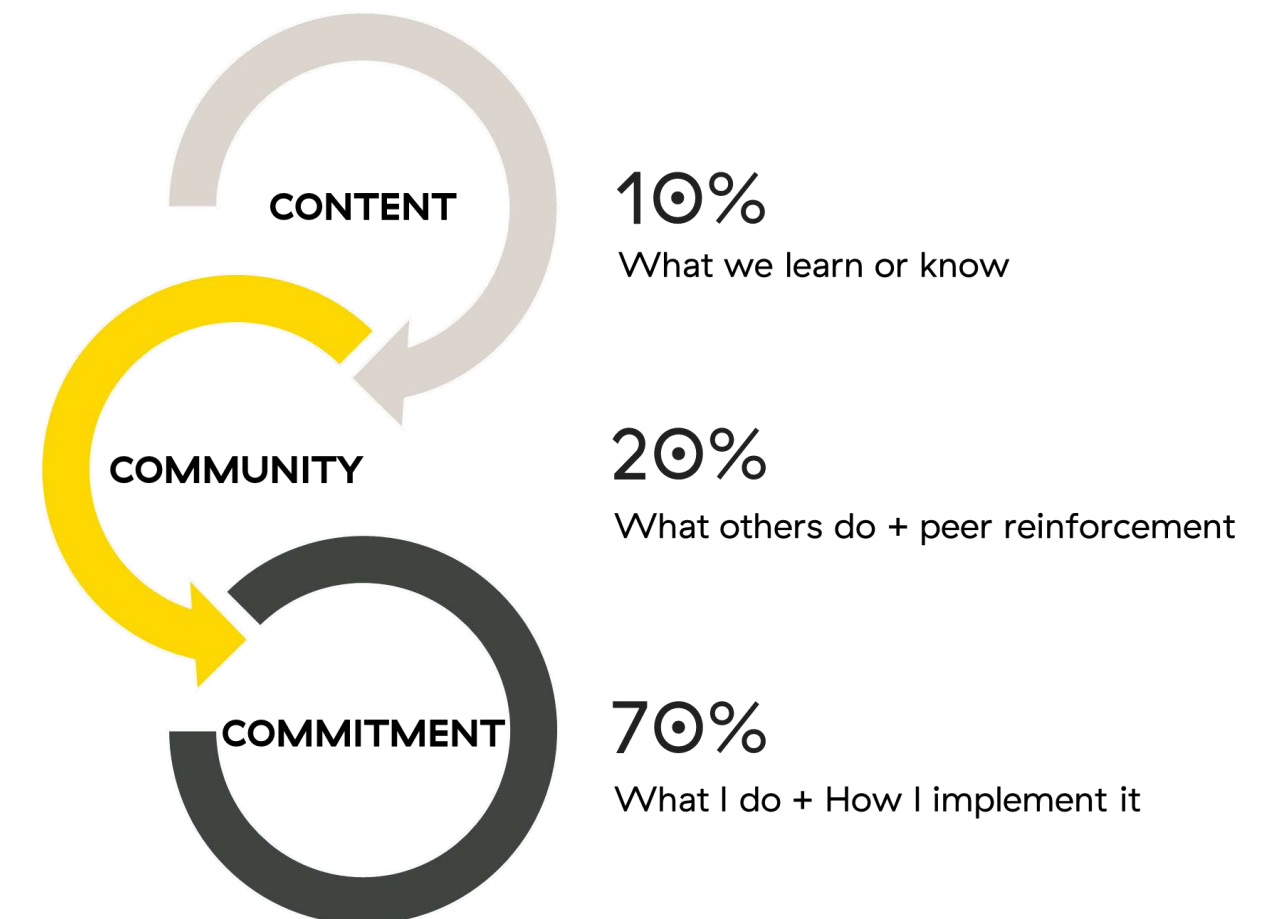 CONTENT
10%
What we learn or know
COMMUNITY
20%
What others do + peer reinforcement
COMMITMENT
70%
What I do + How I implement it